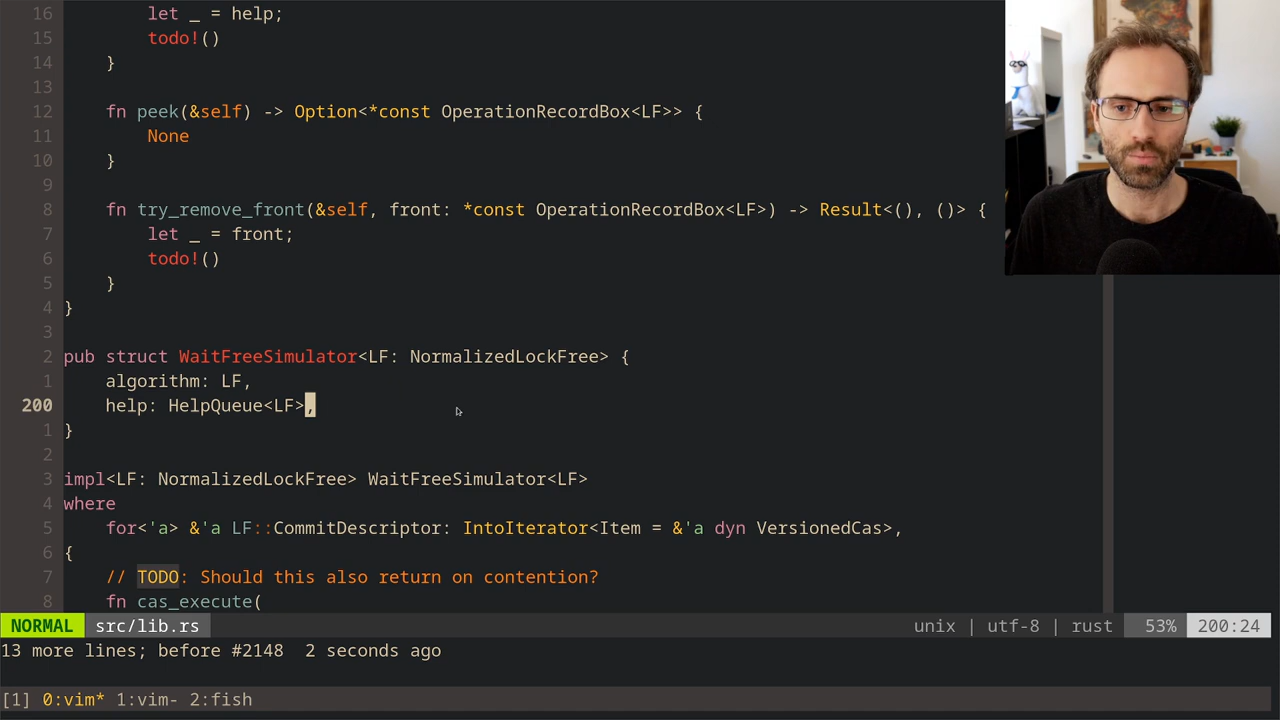 16 let _ = help;
15 todo!()
14 }
13
12 fn peek(&self) -> Option<*const OperationRecordBox<LF>> {
11 None
10 }
9
8 fn try_remove_front(&self, front: *const OperationRecordBox<LF>) -> Result<(), ()> {
7 let _ = front;
6 todo!()
5 }
4 }
3
2 pub struct WaitFreeSimulator<LF: NormalizedLockFree> {
1 algorithm: LF,
200 help: HelpQueue<LF>,
1 }
2
3 impl<LF: NormalizedLockFree> WaitFreeSimulator<LF>
4 where
5 for<'a> &'a LF::CommitDescriptor: IntoIterator<Item = &'a dyn VersionedCas>,
6 {
7 // TODO: Should this also return on contention?
8 fn cas_execute(
NORMAL src/lib.rs unix | utf-8 | rust 53% 200:24
13 more lines; before #2148 2 seconds ago
[1] 0:vim* 1:vim- 2:fish